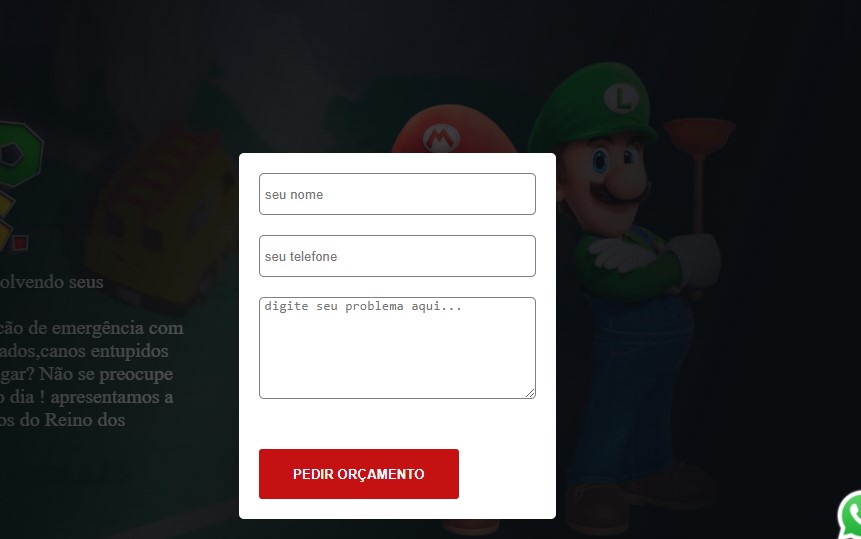 M
L
olvendo seus
cão de emergência com
ados,canos entupidos
gar? Não se preocupe
o dia ! apresentamos a
os do Reino dos
seu nome
seu telefone
digite seu problema aqui...
PEDIR ORÇAMENTO